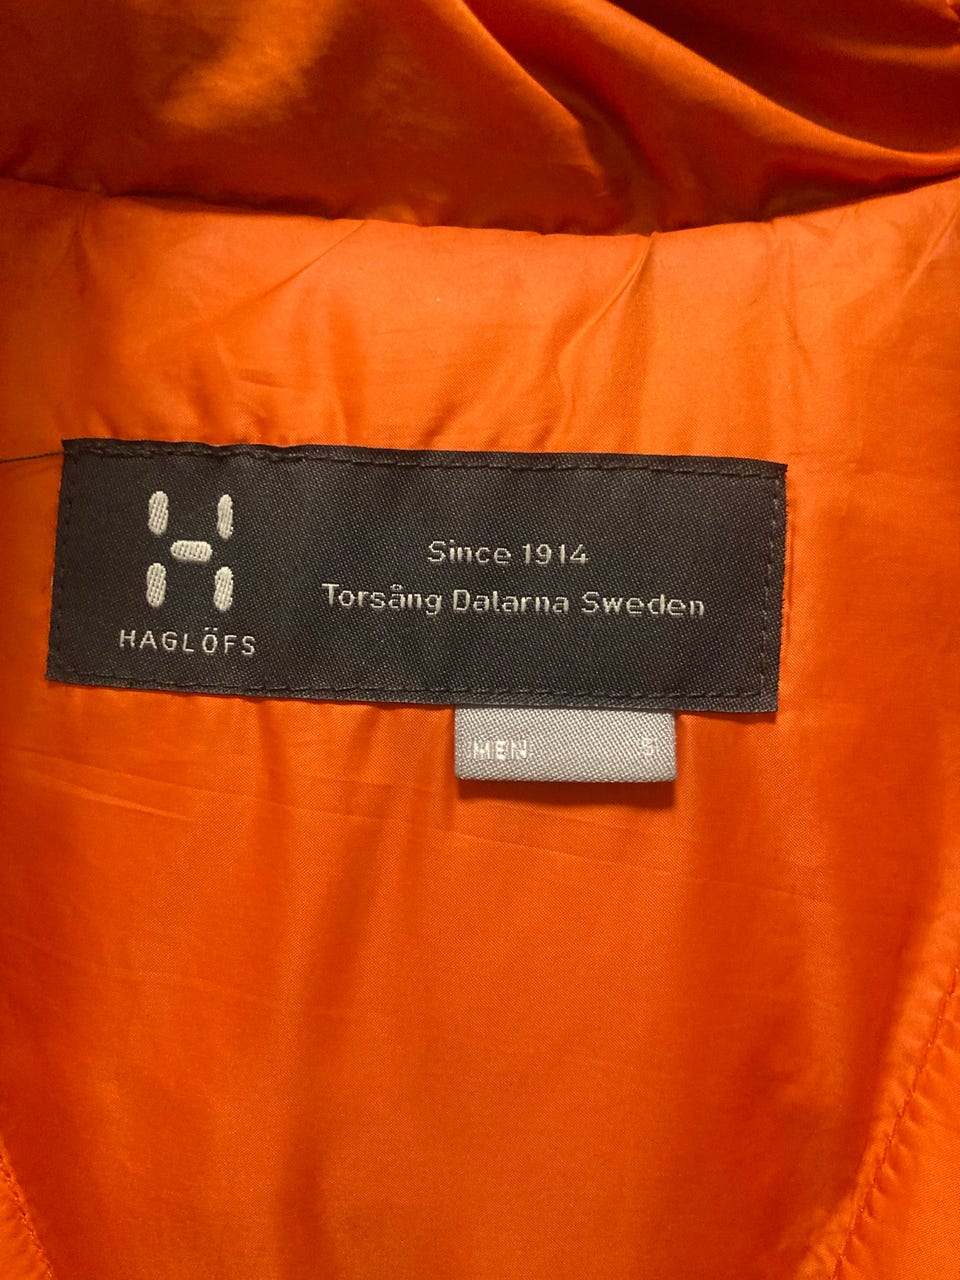 HAGLÖFS
Since 1914
Torsång Dalarna Sweden
MEN S